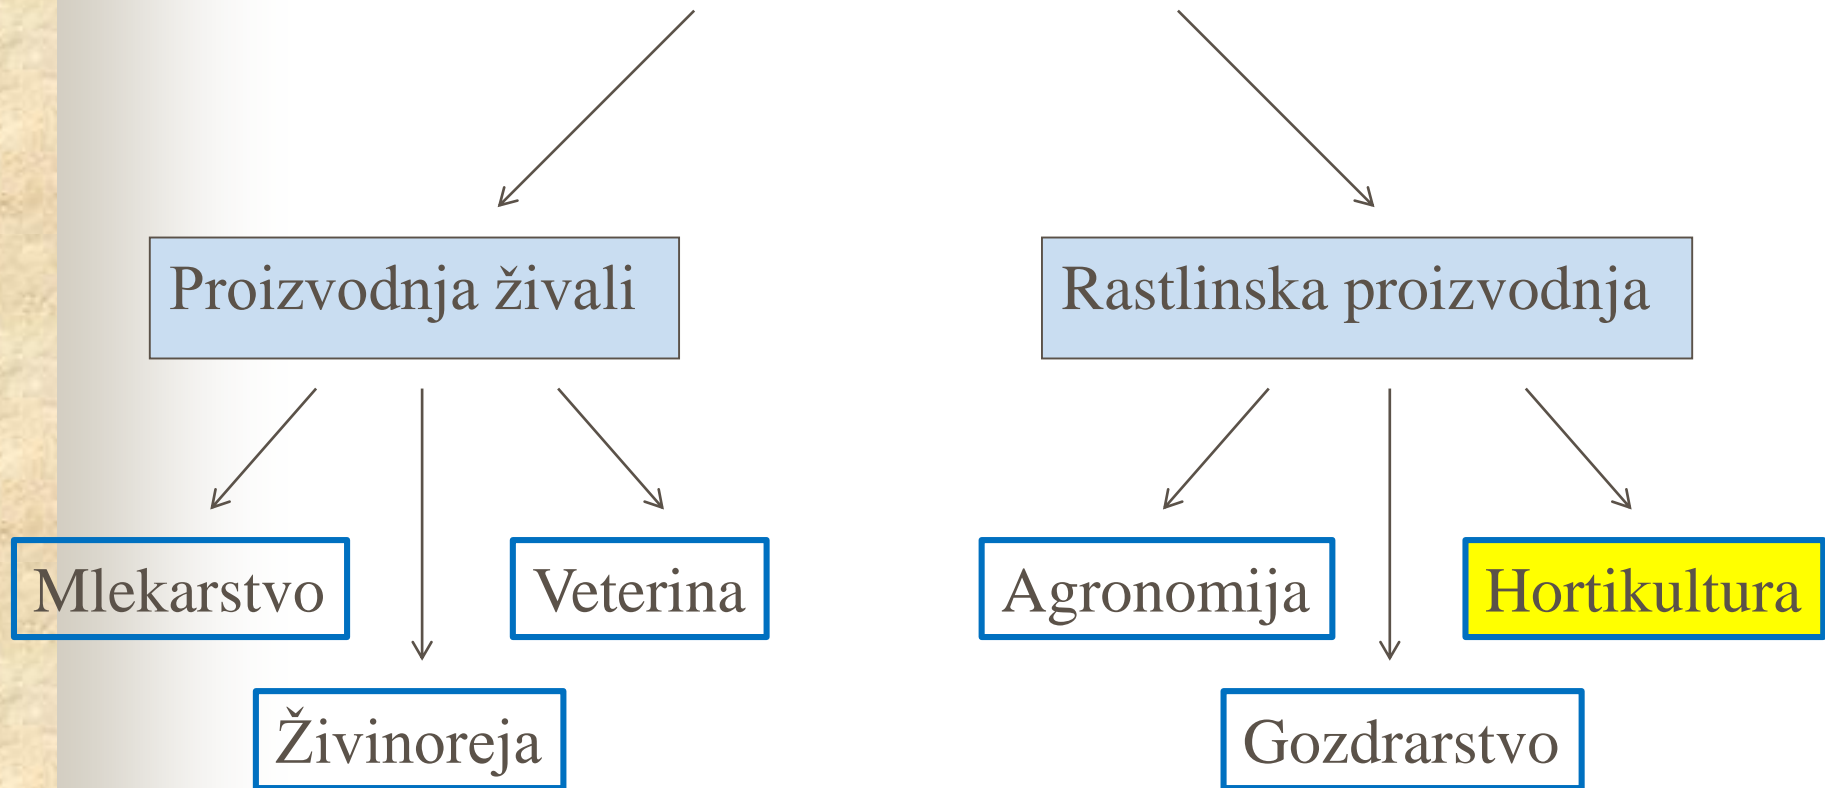 Proizvodnja živali
Rastlinska proizvodnja
Mlekarstvo
Veterina
Agronomija
Hortikultura
Živinoreja
Gozdrarstvo